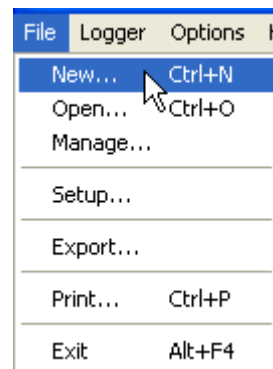 File Logger Options
New... Ctrl+N
Open... Ctrl+O
Manage...
Setup...
Export...
Print... Ctrl+P
Exit Alt+F4